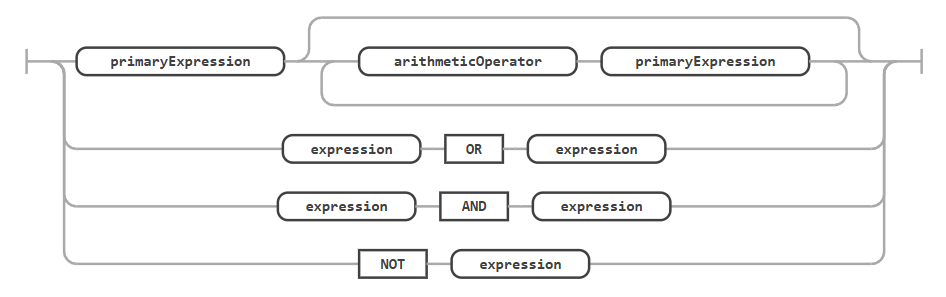 primaryExpression arithmeticOperator primaryExpression
expression OR expression
expression AND expression
NOT expression